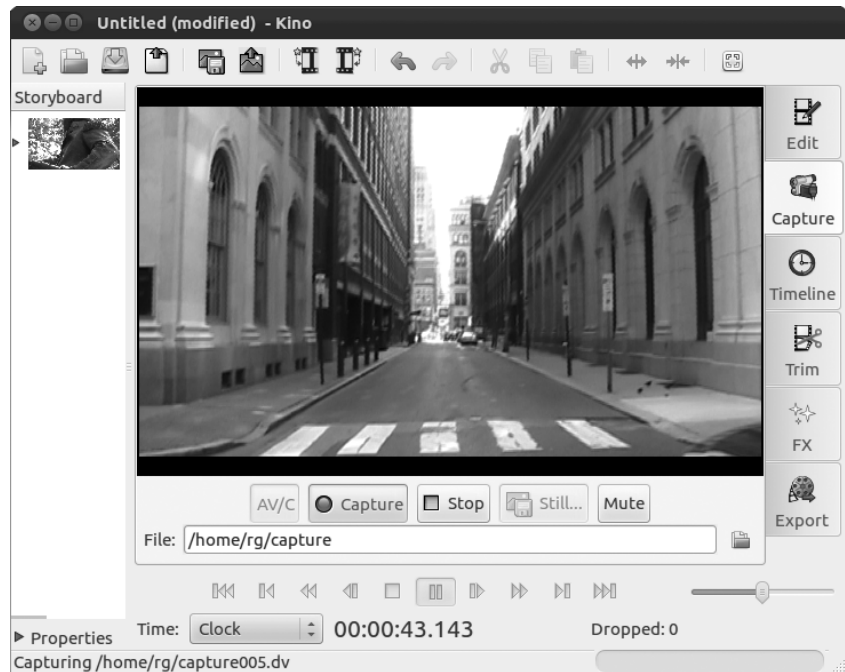 Untitled (modified) - Kino
Storyboard
Edit
Capture
Timeline
Trim
FX
Export
AV/C
Capture
Stop
Still...
Mute
File: /home/rg/capture
Time: Clock 00:00:43.143 Dropped: 0
Properties
Capturing /home/rg/capture005.dv